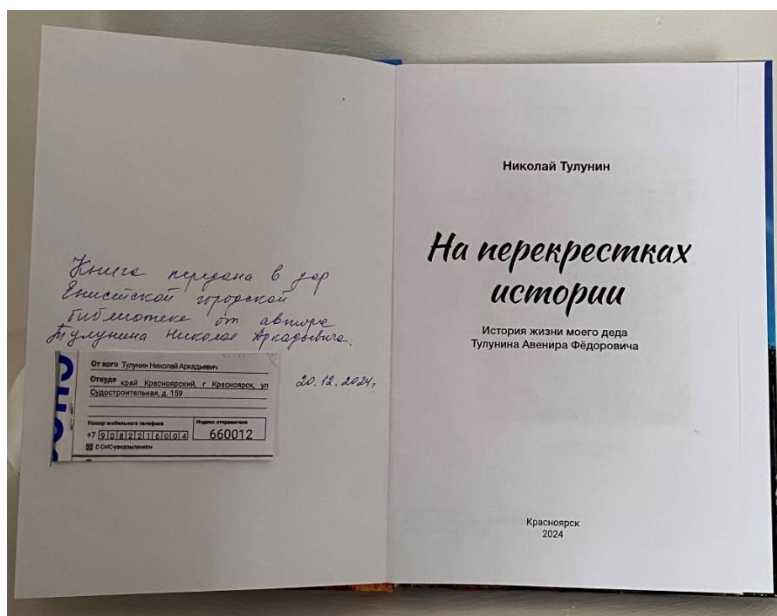 Книга передана в дар
Енисейской городской
библиотеке от автора
Тулунина Николая Аркадьевича.
20.12.2024г.
От кого Тулунин Николай Аркадьевич
Откуда край Красноярский, г Красноярск, ул
Судостроительная, д. 159
Номер мобильного телефона
Индекс отправителя
+7 9082216004
660012
С СМС-уведомлением
Николай Тулунин
На перекрестках
истории
История жизни моего деда
Тулунина Авенира Фёдоровича
Красноярск
2024